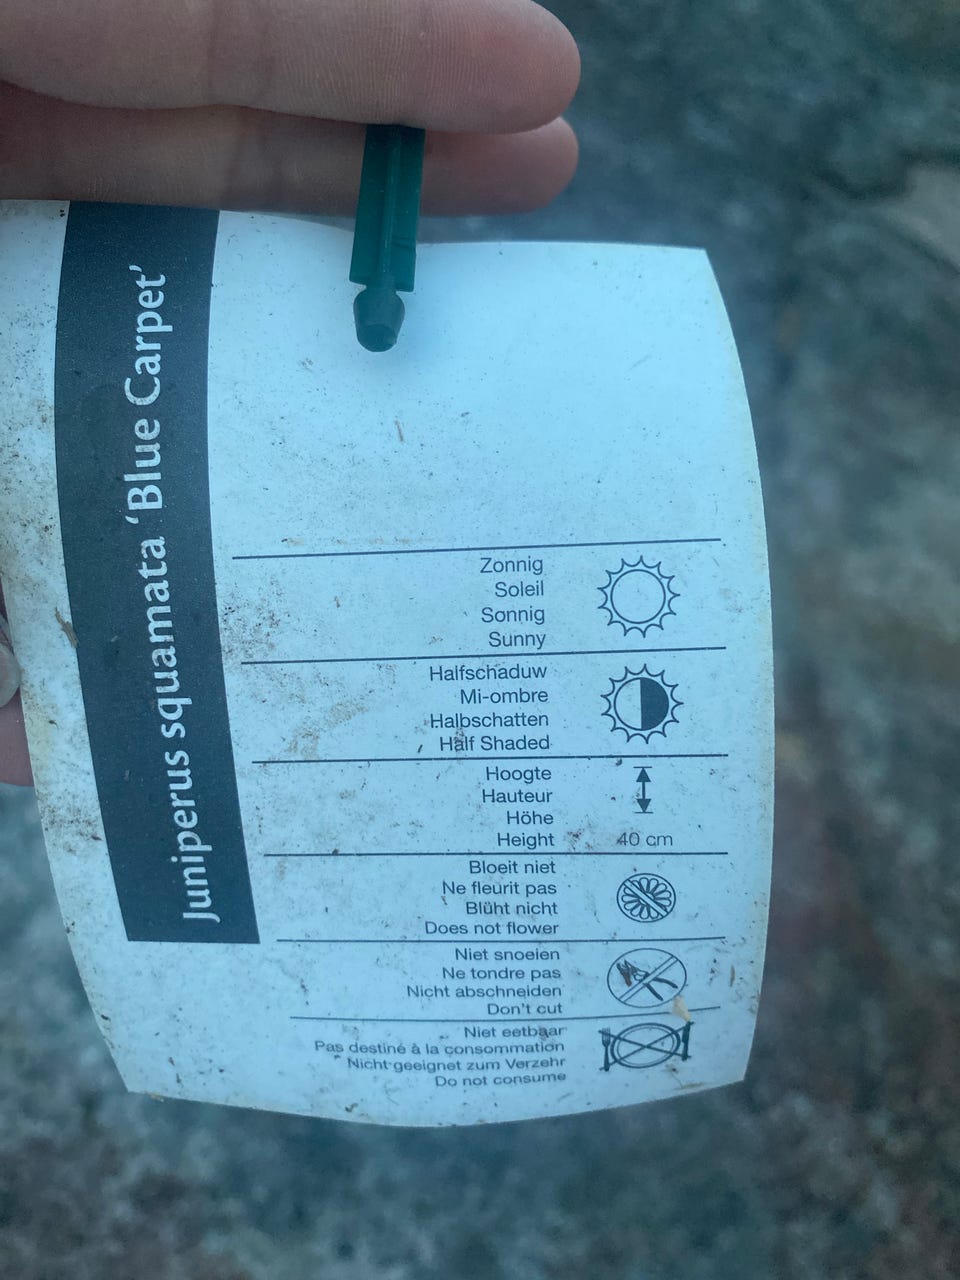 Juniperus squamata ‘Blue Carpet’
Zonnig
Soleil
Sonnig
Sunny
Halfschaduw
Mi-ombre
Halbschatten
Half Shaded
Hoogte
Hauteur
Höhe
Height 40 cm
Bloeit niet
Ne fleurit pas
Blüht nicht
Does not flower
Niet snoeien
Ne tondre pas
Nicht abschneiden
Don't cut
Niet eetbaar
Pas destiné à la consommation
Nicht geeignet zum Verzehr
Do not consume